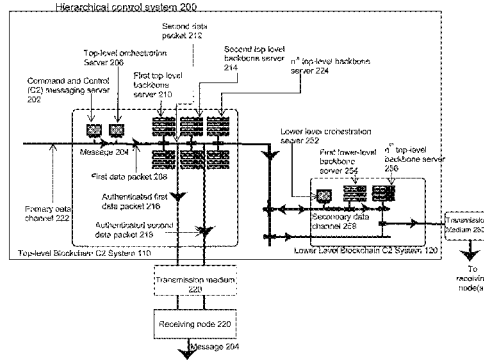 Hierarchical control system 200
Second data
packet 212
Top-level orchestration
Server 206
Second top level
backbone server
214
nth top-level backbone
server 224
Command and Control
(C2) messaging server
202
First top level
backbone
server 210
Lower level orchestration
server 252
nth top-level
backbone server
256
First lower-level
backbone
server 254
Message 204
First data packet 208
Primary data
channel 222
Authenticated first
data packet 216
Authenticated second
data packet 218
Secondary data
channel 258
Transmission
Medium
Top-level Blockchain C2 System 110
Lower Level Blockchain C2 System 120
To
receiving
node(s
Transmission medium
220
Receiving node 220
Message 204